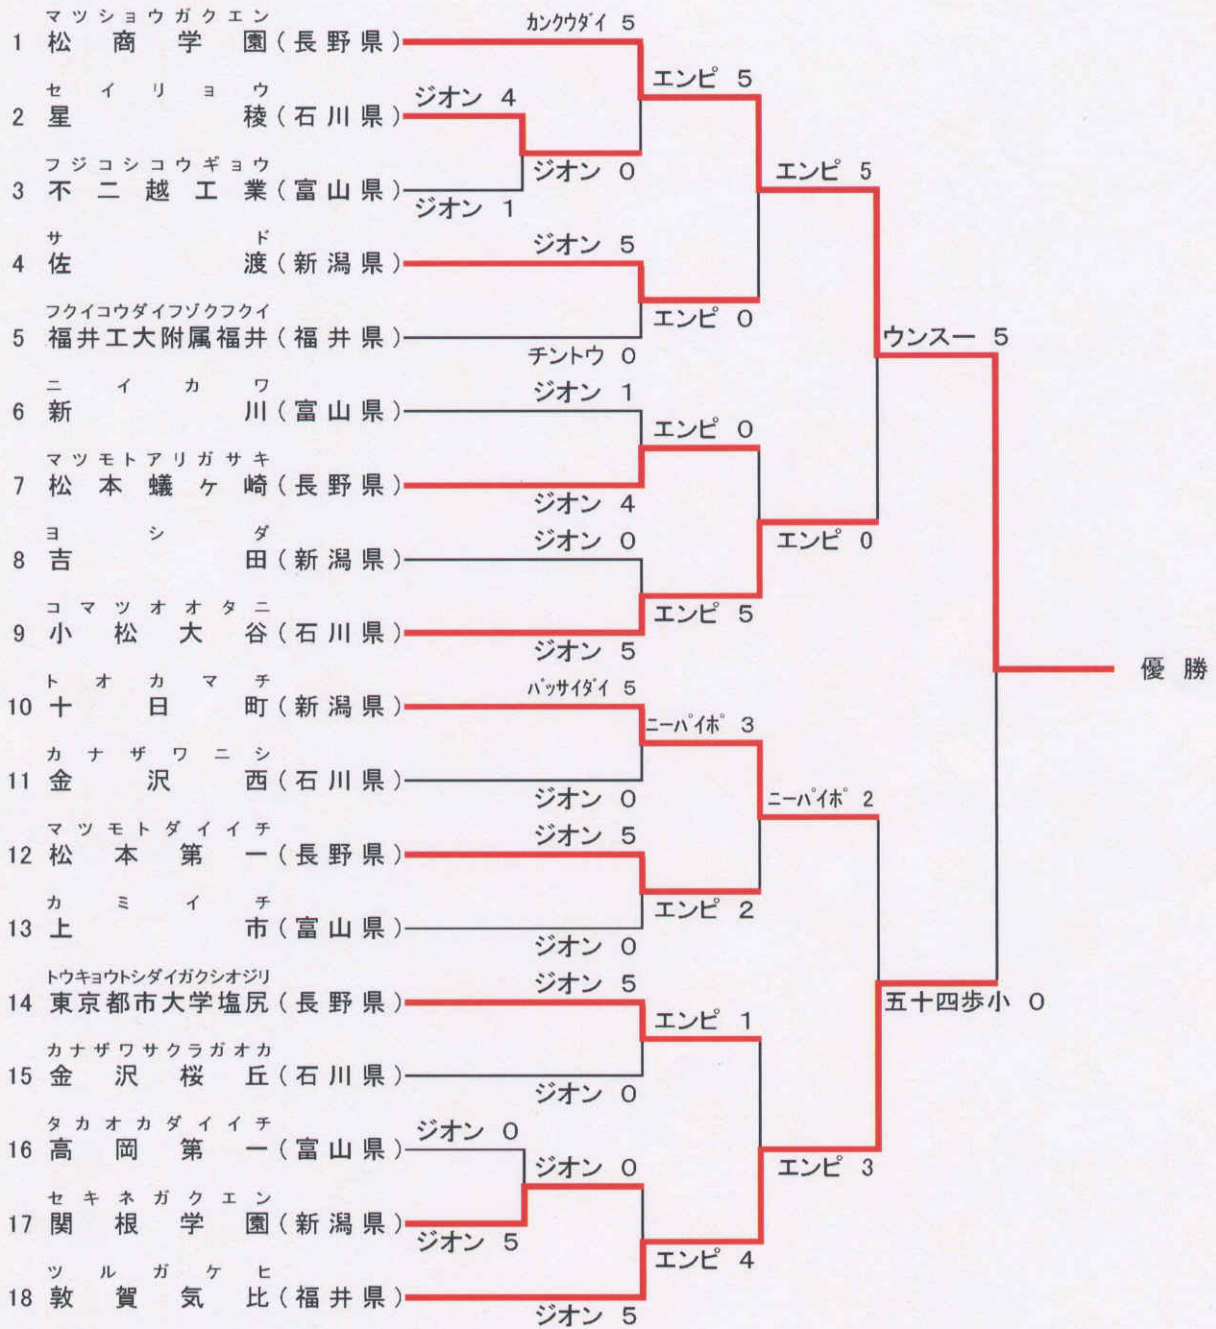 マツショウガクエン
1 松商学園(長野県)
カンクウダイ 5
エンピ 5
セイリョウ
2 星稜(石川県)
ジオン 4
ジオン 0
エンピ 5
フジコシコウギョウ
3 不二越工業(富山県)
ジオン 1
サド
4 佐渡(新潟県)
ジオン 5
エンピ 0
フクイコウダイフゾクフクイ
5 福井工大附属福井(福井県)
チントウ 0
ウンスー 5
ニイカワ
6 新川(富山県)
ジオン 1
エンピ 0
マツモトアリガサキ
7 松本蟻ヶ崎(長野県)
ジオン 4
エンピ 0
ヨシダ
8 吉田(新潟県)
ジオン 0
エンピ 5
コマツオオタニ
9 小松大谷(石川県)
ジオン 5
優勝
トオカマチ
10 十日町(新潟県)
バッサイダイ 5
ニーパイポ 3
カナザワニシ
11 金沢西(石川県)
ジオン 0
ニーパイポ 2
マツモトダイイチ
12 松本第一(長野県)
ジオン 5
エンピ 2
カミイチ
13 上市(富山県)
ジオン 0
トウキョウトシダイガクシオジリ
14 東京都市大学塩尻(長野県)
ジオン 5
エンピ 1
五十四歩小 0
カナザワサクラガオカ
15 金沢桜丘(石川県)
ジオン 0
タカオカダイイチ
16 高岡第一(富山県)
ジオン 0
ジオン 0
エンピ 3
セキネガクエン
17 関根学園(新潟県)
ジオン 5
エンピ 4
ツルガケヒ
18 敦賀気比(福井県)
ジオン 5